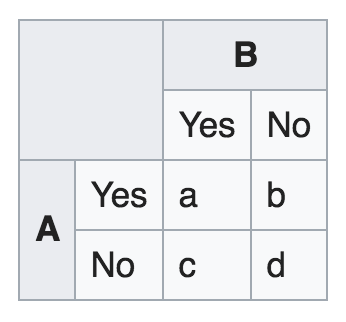 B
Yes No
A
Yes a b
No c d